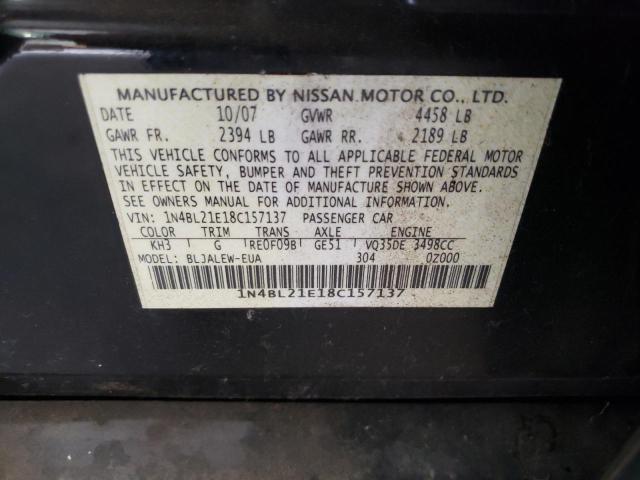 MANUFACTURED BY NISSAN MOTOR CO., LTD.
DATE 10/07 GVWR 4458 LB
GAWR FR. 2394 LB GAWR RR. 2189 LB
THIS VEHICLE CONFORMS TO ALL APPLICABLE FEDERAL MOTOR
VEHICLE SAFETY, BUMPER AND THEFT PREVENTION STANDARDS
IN EFFECT ON THE DATE OF MANUFACTURE SHOWN ABOVE.
SEE OWNERS MANUAL FOR ADDITIONAL INFORMATION.
VIN: 1N4BL21E18C157137 PASSENGER CAR
COLOR TRIM TRANS AXLE ENGINE
KH3 G RE0F09B GE51 VQ35DE 3498CC
MODEL: BLJALEW-EUA 304 0Z000
1N4BL21E18C157137